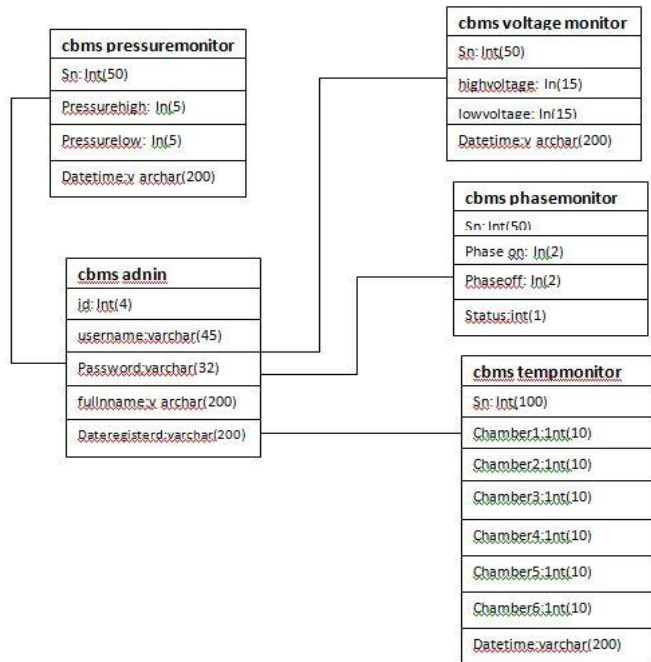 cbms pressuremonitor
Sn: Int(50)
Pressurehigh: In(5)
Pressurelow: In(5)
Datetime:v archar(200)
cbms voltage monitor
Sn: Int(50)
highvoltage: In(15)
lowvoltage: In(15)
Datetime:v archar(200)
cbms phasemonitor
Sn: Int(50)
Phase on: In(2)
Phaseoff: In(2)
Status:int(1)
cbms adnin
id: Int(4)
username:varchar(45)
Password:varchar(32)
fullnname:v archar(200)
Dateregisterd:varchar(200)
cbms tempmonitor
Sn: Int(100)
Chamber1:1nt(10)
Chamber2:1nt(10)
Chamber3:1nt(10)
Chamber4:1nt(10)
Chamber5:1nt(10)
Chamber6:1nt(10)
Datetime:varchar(200)